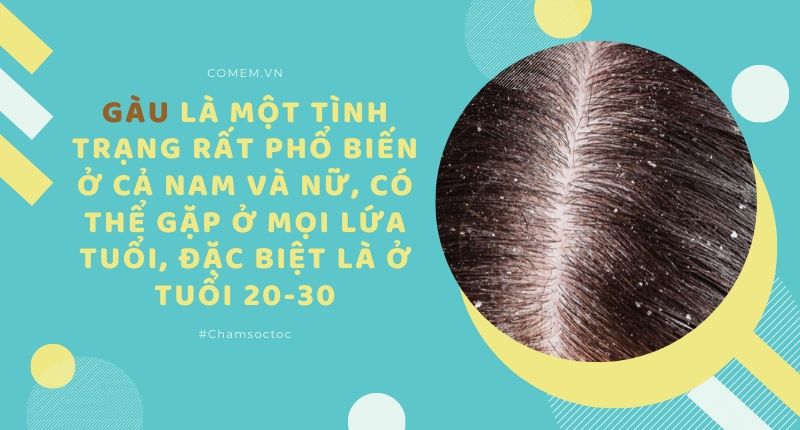 COMEM.VN
GÀU LÀ MỘT TÌNH
TRẠNG RẤT PHỔ BIẾN
Ở CẢ NAM VÀ NỮ, CÓ
THỂ GẶP Ở MỌI LỨA
TUỔI, ĐẶC BIỆT LÀ Ở
TUỔI 20-30
#Chamsoctoc